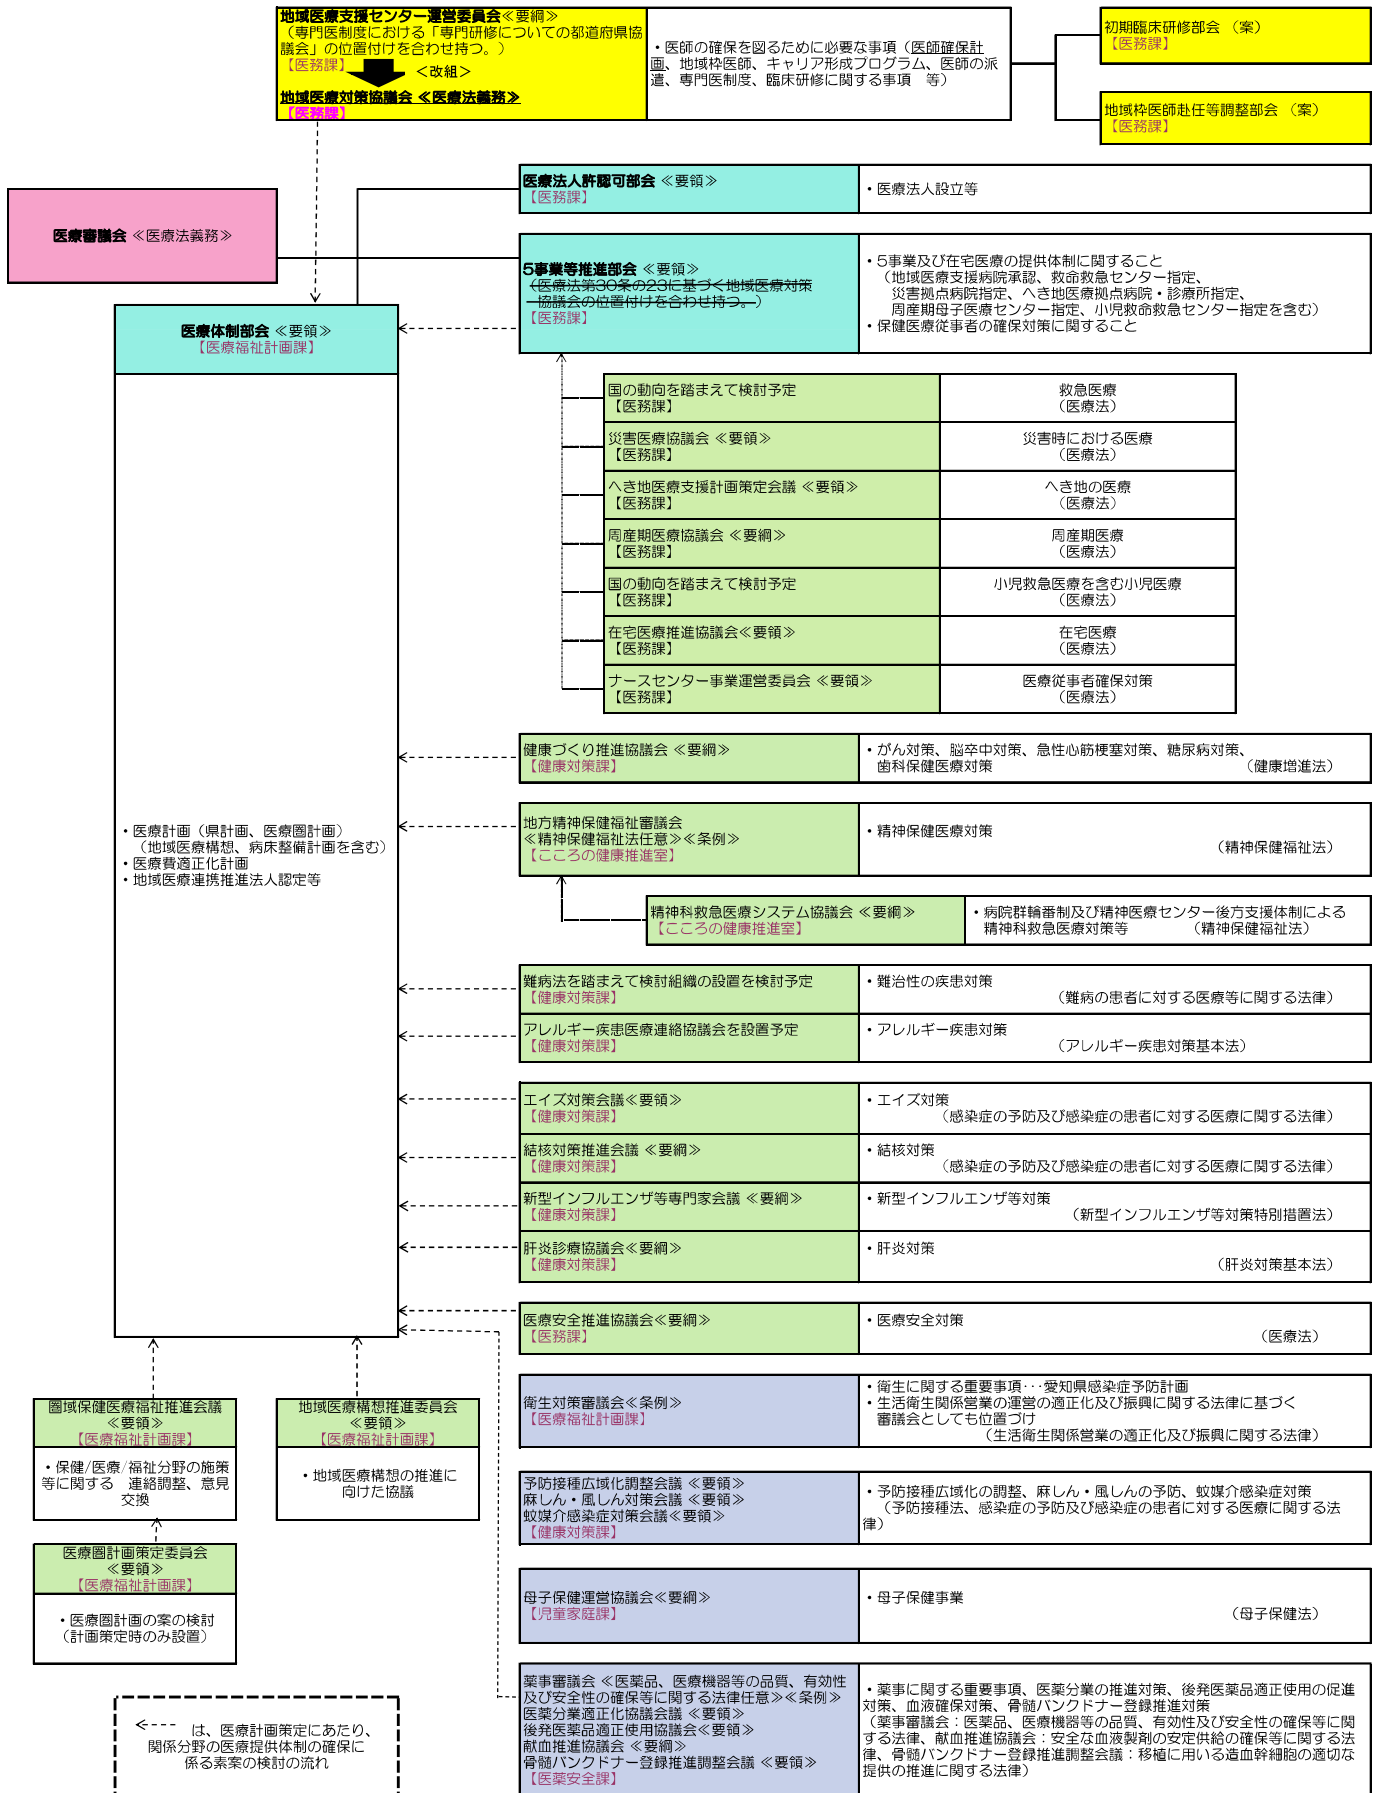 地域医療支援センター運営委員会≪要綱≫
（専門医制度における「専門研修についての都道府県協
議会」の位置付けを合わせ持つ。）
【医務課】
＜改組＞
地域医療対策協議会 ≪医療法義務≫
【医務課】
・医師の確保を図るために必要な事項（医師確保計
画、地域枠医師、キャリア形成プログラム、医師の派
遣、専門医制度、臨床研修に関する事項　等）
初期臨床研修部会 （案）
【医務課】
地域枠医師赴任等調整部会 （案）
【医務課】
医療審議会 ≪医療法義務≫
医療法人許認可部会 ≪要領≫
【医務課】
・医療法人設立等
5事業等推進部会 ≪要領≫
（医療法第30条の23に基づく地域医療対策
協議会の位置付けを合わせ持つ。）
【医務課】
・5事業及び在宅医療の提供体制に関すること
（地域医療支援病院承認、救命救急センター指定、
災害拠点病院指定、へき地医療拠点病院・診療所指定、
周産期母子医療センター指定、小児救命救急センター指定を含む）
・保健医療従事者の確保対策に関すること
医療体制部会 ≪要領≫
【医療福祉計画課】
・医療計画（県計画、医療圏計画）
（地域医療構想、病床整備計画を含む）
・医療費適正化計画
・地域医療連携推進法人認定等
国の動向を踏まえて検討予定
【医務課】
救急医療
（医療法）
災害医療協議会 ≪要領≫
【医務課】
災害時における医療
（医療法）
へき地医療支援計画策定会議 ≪要領≫
【医務課】
へき地の医療
（医療法）
周産期医療協議会 ≪要綱≫
【医務課】
周産期医療
（医療法）
国の動向を踏まえて検討予定
【医務課】
小児救急医療を含む小児医療
（医療法）
在宅医療推進協議会≪要領≫
【医務課】
在宅医療
（医療法）
ナースセンター事業運営委員会 ≪要領≫
【医務課】
医療従事者確保対策
（医療法）
健康づくり推進協議会 ≪要綱≫
【健康対策課】
・がん対策、脳卒中対策、急性心筋梗塞対策、糖尿病対策、
歯科保健医療対策　（健康増進法）
地方精神保健福祉審議会
≪精神保健福祉法任意≫≪条例≫
【こころの健康推進室】
・精神保健医療対策
（精神保健福祉法）
精神科救急医療システム協議会 ≪要綱≫
【こころの健康推進室】
・病院群輪番制及び精神医療センター後方支援体制による
精神科救急医療対策等　（精神保健福祉法）
難病法を踏まえて検討組織の設置を検討予定
【健康対策課】
・難治性の疾患対策
（難病の患者に対する医療等に関する法律）
アレルギー疾患医療連絡協議会を設置予定
【健康対策課】
・アレルギー疾患対策
（アレルギー疾患対策基本法）
エイズ対策会議≪要領≫
【健康対策課】
・エイズ対策
（感染症の予防及び感染症の患者に対する医療に関する法律）
結核対策推進会議 ≪要綱≫
【健康対策課】
・結核対策
（感染症の予防及び感染症の患者に対する医療に関する法律）
新型インフルエンザ等専門家会議 ≪要綱≫
【健康対策課】
・新型インフルエンザ等対策
（新型インフルエンザ等対策特別措置法）
肝炎診療協議会≪要綱≫
【健康対策課】
・肝炎対策
（肝炎対策基本法）
医療安全推進協議会≪要綱≫
【医務課】
・医療安全対策
（医療法）
圏域保健医療福祉推進会議
≪要領≫
【医療福祉計画課】
・保健/医療/福祉分野の施策
等に関する　連絡調整、意見
交換
地域医療構想推進委員会
≪要領≫
【医療福祉計画課】
・地域医療構想の推進に
向けた協議
衛生対策審議会≪条例≫
【医療福祉計画課】
・衛生に関する重要事項･･･愛知県感染症予防計画
・生活衛生関係営業の運営の適正化及び振興に関する法律に基づく
審議会としても位置づけ
（生活衛生関係営業の適正化及び振興に関する法律）
予防接種広域化調整会議 ≪要領≫
麻しん・風しん対策会議 ≪要領≫
蚊媒介感染症対策会議≪要領≫
【健康対策課】
・予防接種広域化の調整、麻しん・風しんの予防、蚊媒介感染症対策
（予防接種法、感染症の予防及び感染症の患者に対する医療に関する法
律）
医療圏計画策定委員会
≪要領≫
【医療福祉計画課】
・医療圏計画の案の検討
（計画策定時のみ設置）
母子保健運営協議会≪要綱≫
【児童家庭課】
・母子保健事業
（母子保健法）
薬事審議会 ≪医薬品、医療機器等の品質、有効性
及び安全性の確保等に関する法律任意≫≪条例≫
医薬分業適正化協議会議 ≪要領≫
後発医薬品適正使用協議会≪要領≫
献血推進協議会 ≪要綱≫
骨髄バンクドナー登録推進調整会議 ≪要領≫
【医薬安全課】
・薬事に関する重要事項、医薬分業の推進対策、後発医薬品適正使用の促進
対策、血液確保対策、骨髄バンクドナー登録推進対策
（薬事審議会：医薬品、医療機器等の品質、有効性及び安全性の確保等に関
する法律、献血推進協議会：安全な血液製剤の安定供給の確保等に関する法
律、骨髄バンクドナー登録推進調整会議：移植に用いる造血幹細胞の適切な
提供の推進に関する法律）
は、医療計画策定にあたり、
関係分野の医療提供体制の確保に
係る素案の検討の流れ